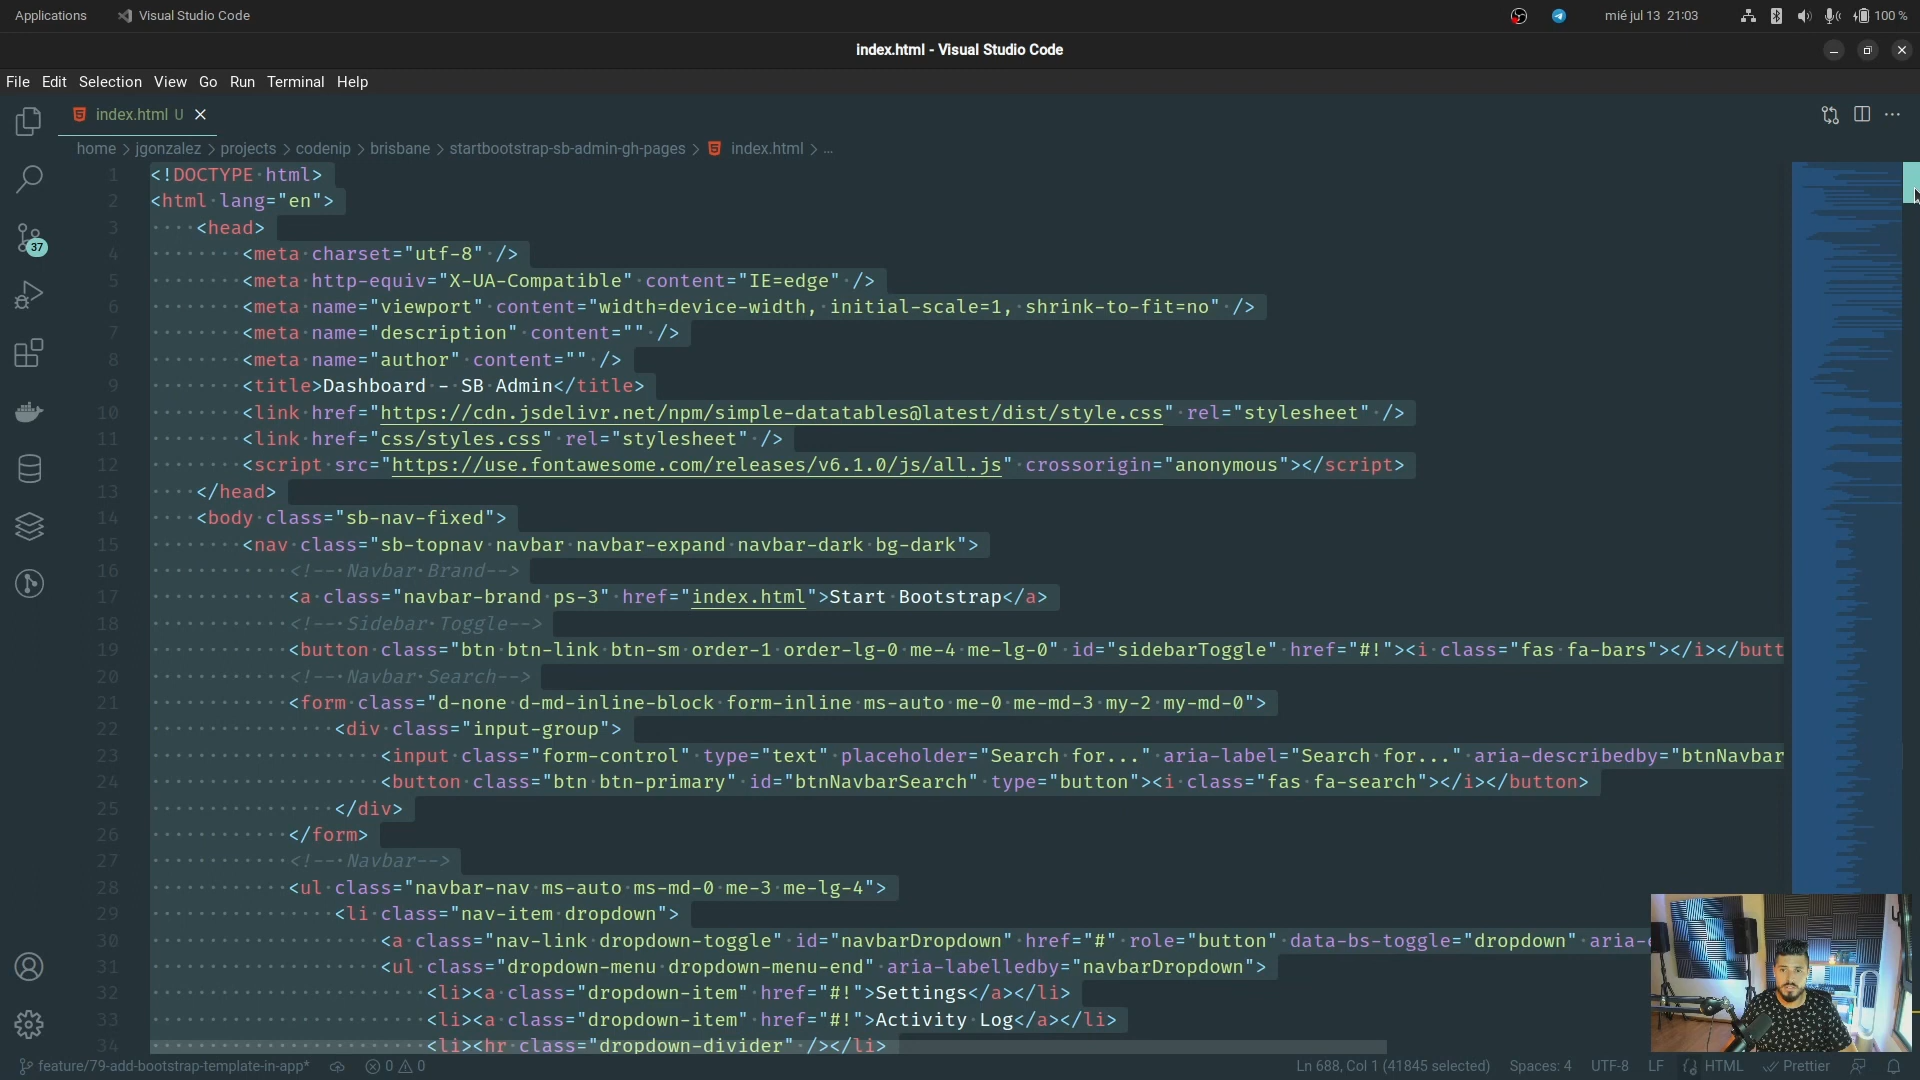 Applications Visual Studio Code mié jul 13 21:03 100 %
index.html - Visual Studio Code
File Edit Selection View Go Run Terminal Help
index.html U
home > jgonzalez > projects > codenip > brisbane > startbootstrap-sb-admin-gh-pages > index.html > ...
1 <!DOCTYPE html>
2 <html lang="en">
3 <head>
4 <meta charset="utf-8" />
5 <meta http-equiv="X-UA-Compatible" content="IE=edge" />
6 <meta name="viewport" content="width=device-width, initial-scale=1, shrink-to-fit=no" />
7 <meta name="description" content="" />
8 <meta name="author" content="" />
9 <title>Dashboard - SB Admin</title>
10 <link href="https://cdn.jsdelivr.net/npm/simple-datatables@latest/dist/style.css" rel="stylesheet" />
11 <link href="css/styles.css" rel="stylesheet" />
12 <script src="https://use.fontawesome.com/releases/v6.1.0/js/all.js" crossorigin="anonymous"></script>
13 </head>
14 <body class="sb-nav-fixed">
15 <nav class="sb-topnav navbar navbar-expand navbar-dark bg-dark">
16 <!-- Navbar Brand-->
17 <a class="navbar-brand ps-3" href="index.html">Start Bootstrap</a>
18 <!-- Sidebar Toggle-->
19 <button class="btn btn-link btn-sm order-1 order-lg-0 me-4 me-lg-0" id="sidebarToggle" href="#!"><i class="fas fa-bars"></i></butt
20 <!-- Navbar Search-->
21 <form class="d-none d-md-inline-block form-inline ms-auto me-0 me-md-3 my-2 my-md-0">
22 <div class="input-group">
23 <input class="form-control" type="text" placeholder="Search for..." aria-label="Search for..." aria-describedby="btnNavbar
24 <button class="btn btn-primary" id="btnNavbarSearch" type="button"><i class="fas fa-search"></i></button>
25 </div>
26 </form>
27 <!-- Navbar-->
28 <ul class="navbar-nav ms-auto ms-md-0 me-3 me-lg-4">
29 <li class="nav-item dropdown">
30 <a class="nav-link dropdown-toggle" id="navbarDropdown" href="#" role="button" data-bs-toggle="dropdown" aria-e
31 <ul class="dropdown-menu dropdown-menu-end" aria-labelledby="navbarDropdown">
32 <li><a class="dropdown-item" href="#!">Settings</a></li>
33 <li><a class="dropdown-item" href="#!">Activity Log</a></li>
34 <li><hr class="dropdown-divider" /></li>
37
feature/79-add-bootstrap-template-in-app* 0 0 Ln 688, Col 1 (41845 selected) Spaces: 4 UTF-8 LF HTML Prettier